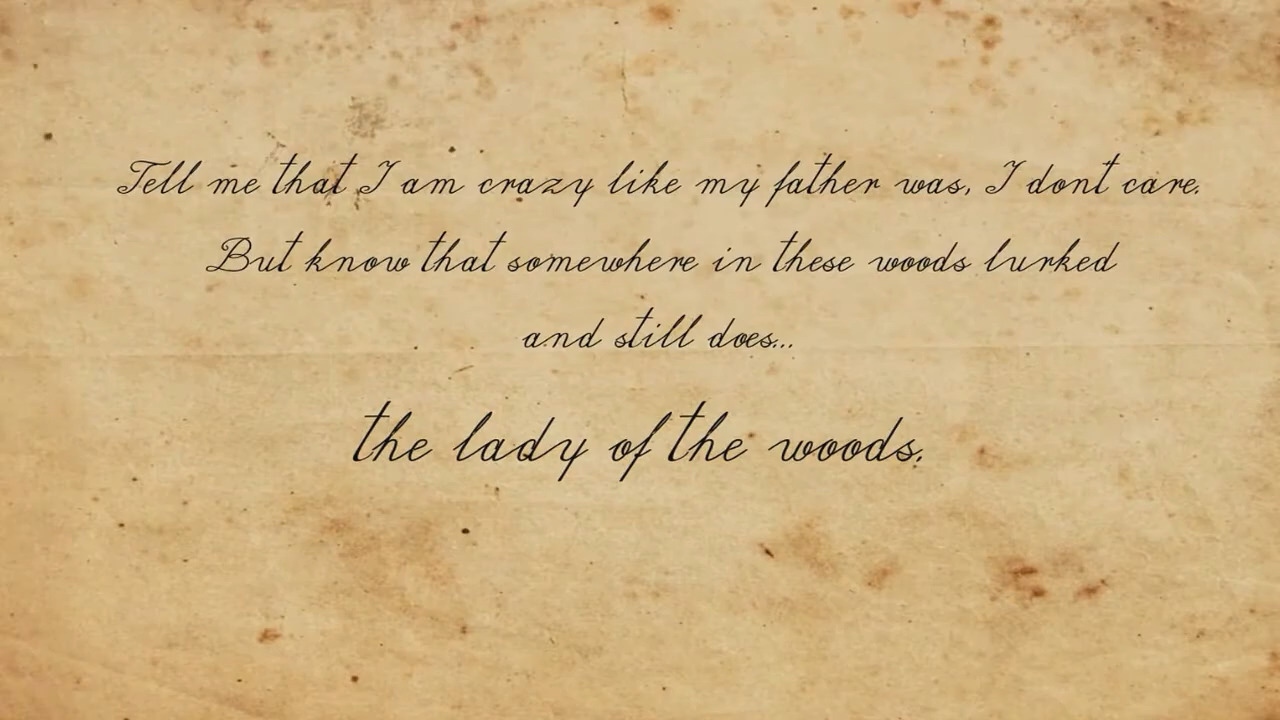 Tell me that I am crazy like my father was, I dont care.
But know that somewhere in these woods lurked
and still does...
the lady of the woods.